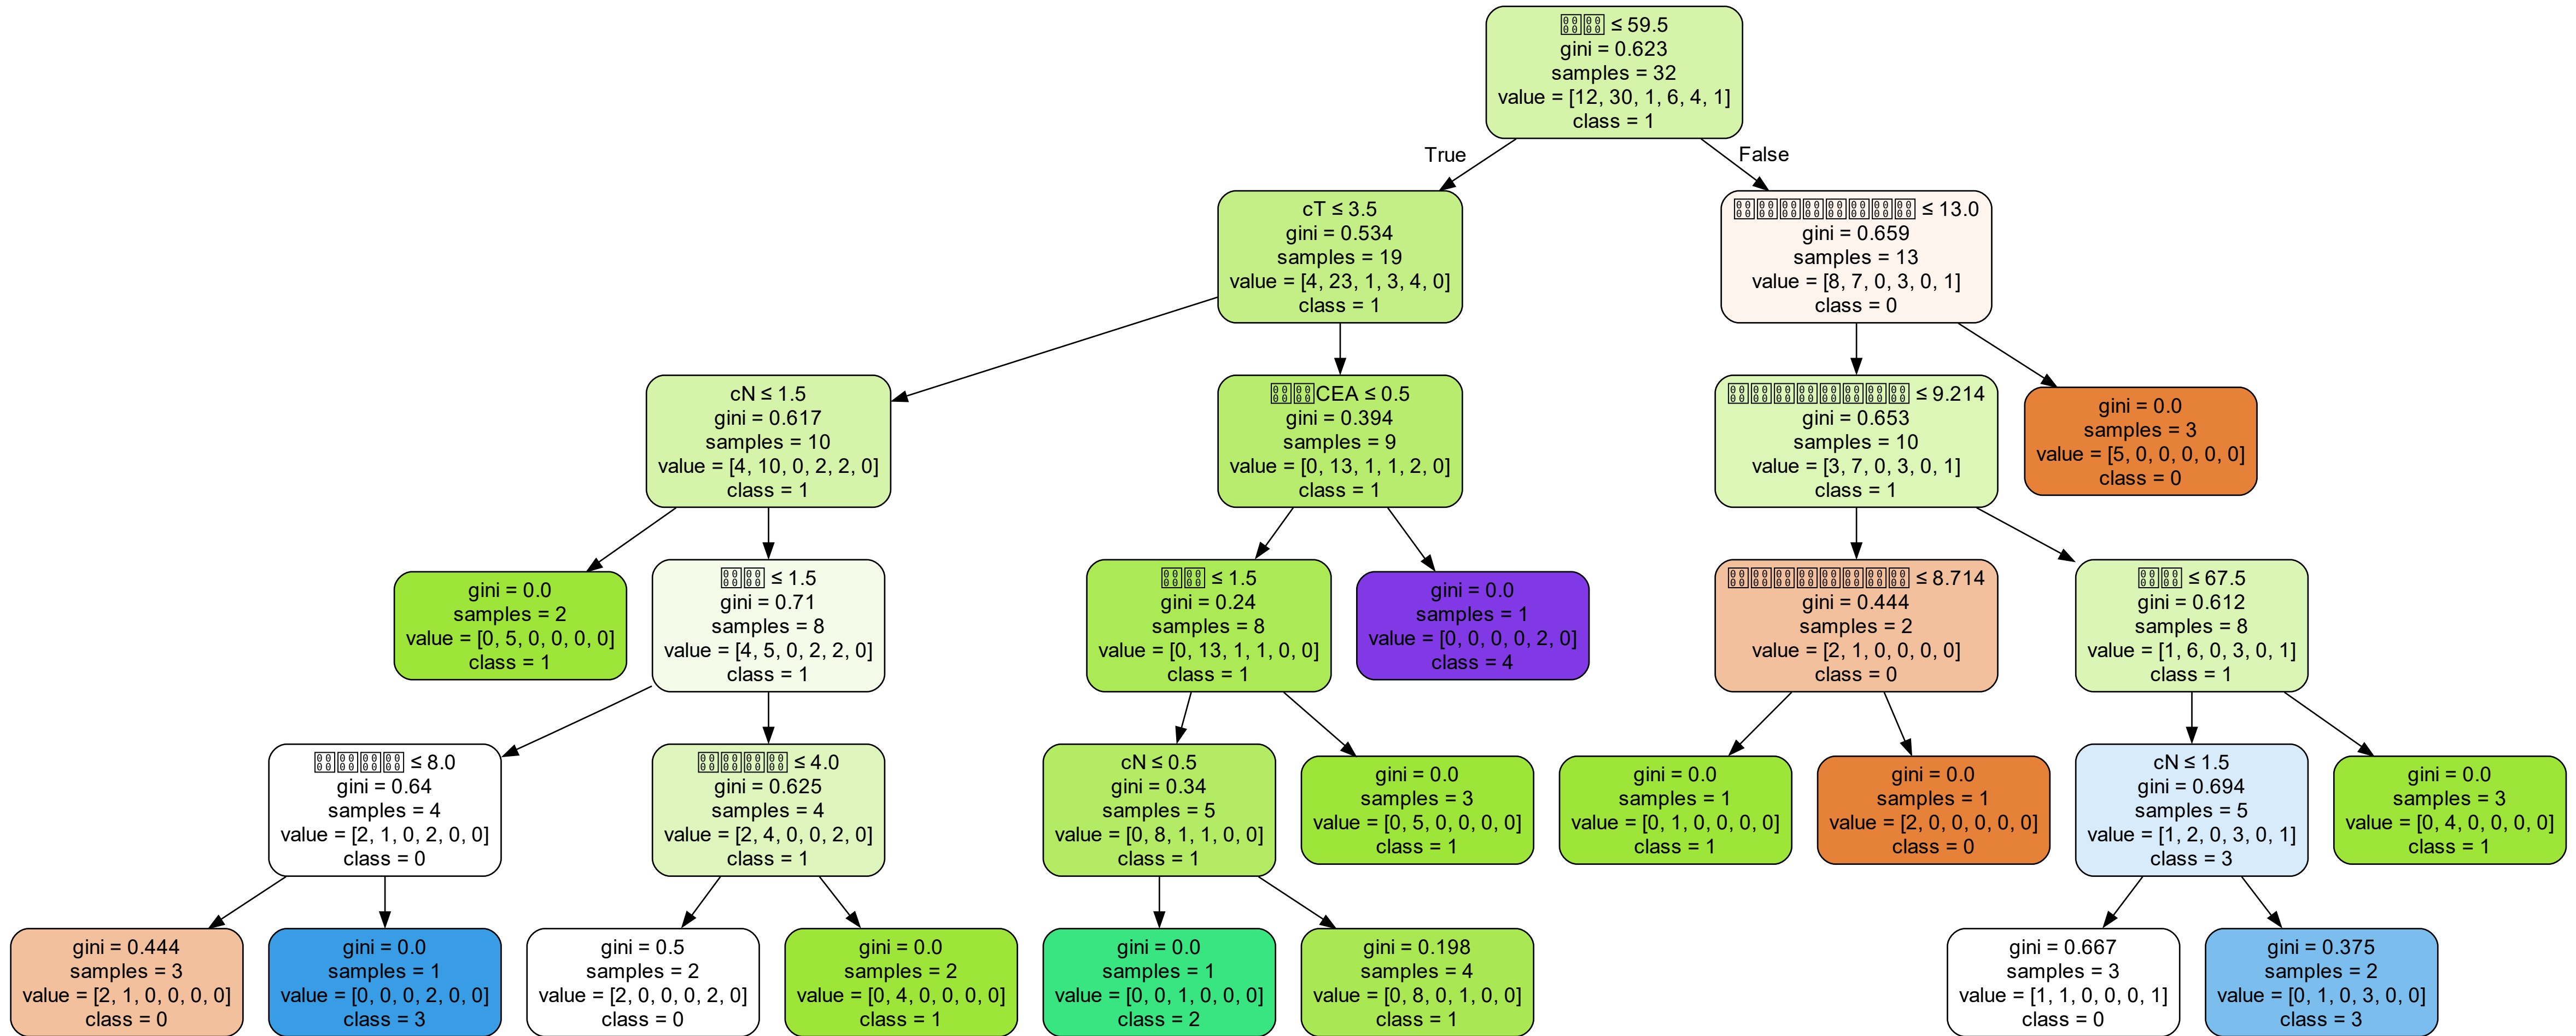 ≤ 59.5
gini = 0.623
samples = 32
value = [12, 30, 1, 6, 4, 1]
class = 1
True
False
cT ≤ 3.5
gini = 0.534
samples = 19
value = [4, 23, 1, 3, 4, 0]
class = 1
≤ 13.0
gini = 0.659
samples = 13
value = [8, 7, 0, 3, 0, 1]
class = 0
cN ≤ 1.5
gini = 0.617
samples = 10
value = [4, 10, 0, 2, 2, 0]
class = 1
CEA ≤ 0.5
gini = 0.394
samples = 9
value = [0, 13, 1, 1, 2, 0]
class = 1
≤ 9.214
gini = 0.653
samples = 10
value = [3, 7, 0, 3, 0, 1]
class = 1
gini = 0.0
samples = 3
value = [5, 0, 0, 0, 0, 0]
class = 0
gini = 0.0
samples = 2
value = [0, 5, 0, 0, 0, 0]
class = 1
≤ 1.5
gini = 0.71
samples = 8
value = [4, 5, 0, 2, 2, 0]
class = 1
≤ 1.5
gini = 0.24
samples = 8
value = [0, 13, 1, 1, 0, 0]
class = 1
gini = 0.0
samples = 1
value = [0, 0, 0, 0, 2, 0]
class = 4
≤ 8.714
gini = 0.444
samples = 2
value = [2, 1, 0, 0, 0, 0]
class = 0
≤ 67.5
gini = 0.612
samples = 8
value = [1, 6, 0, 3, 0, 1]
class = 1
≤ 8.0
gini = 0.64
samples = 4
value = [2, 1, 0, 2, 0, 0]
class = 0
≤ 4.0
gini = 0.625
samples = 4
value = [2, 4, 0, 0, 2, 0]
class = 1
cN ≤ 0.5
gini = 0.34
samples = 5
value = [0, 8, 1, 1, 0, 0]
class = 1
gini = 0.0
samples = 3
value = [0, 5, 0, 0, 0, 0]
class = 1
gini = 0.0
samples = 1
value = [0, 1, 0, 0, 0, 0]
class = 1
gini = 0.0
samples = 1
value = [2, 0, 0, 0, 0, 0]
class = 0
cN ≤ 1.5
gini = 0.694
samples = 5
value = [1, 2, 0, 3, 0, 1]
class = 3
gini = 0.0
samples = 3
value = [0, 4, 0, 0, 0, 0]
class = 1
gini = 0.444
samples = 3
value = [2, 1, 0, 0, 0, 0]
class = 0
gini = 0.0
samples = 1
value = [0, 0, 0, 2, 0, 0]
class = 3
gini = 0.5
samples = 2
value = [2, 0, 0, 0, 2, 0]
class = 0
gini = 0.0
samples = 2
value = [0, 4, 0, 0, 0, 0]
class = 1
gini = 0.0
samples = 1
value = [0, 0, 1, 0, 0, 0]
class = 2
gini = 0.198
samples = 4
value = [0, 8, 0, 1, 0, 0]
class = 1
gini = 0.667
samples = 3
value = [1, 1, 0, 0, 0, 1]
class = 0
gini = 0.375
samples = 2
value = [0, 1, 0, 3, 0, 0]
class = 3